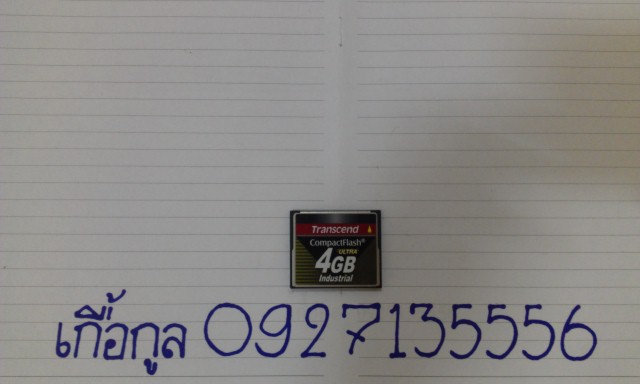 Transcend
CompactFlash®
ULTRA
4GB
Industrial
เกื้อกูล 0927135556